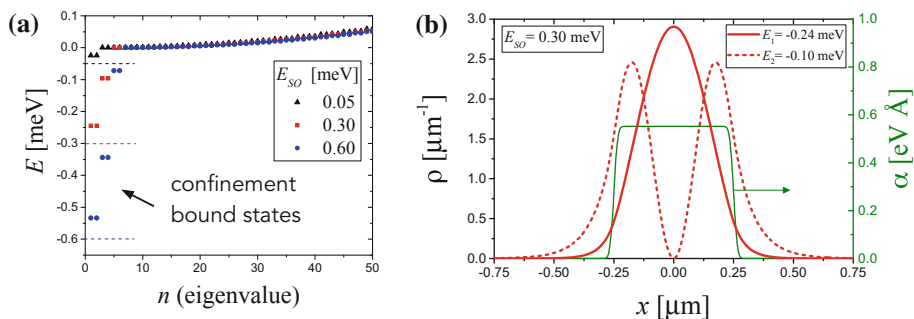 (a)
E [meV]
0.0
-0.1
-0.2
-0.3
-0.4
-0.5
-0.6
E_SO [meV]
0.05
0.30
0.60
confinement
bound states
0 10 20 30 40 50
n (eigenvalue)
(b)
ρ [μm⁻¹]
3.0
2.5
2.0
1.5
1.0
0.5
0.0
E_SO = 0.30 meV
E₁= -0.24 meV
E₂= -0.10 meV
1.0
0.8
0.6
0.4
0.2
0.0
α [eV Å]
-0.75 -0.50 -0.25 0.00 0.25 0.50 0.75
x [μm]